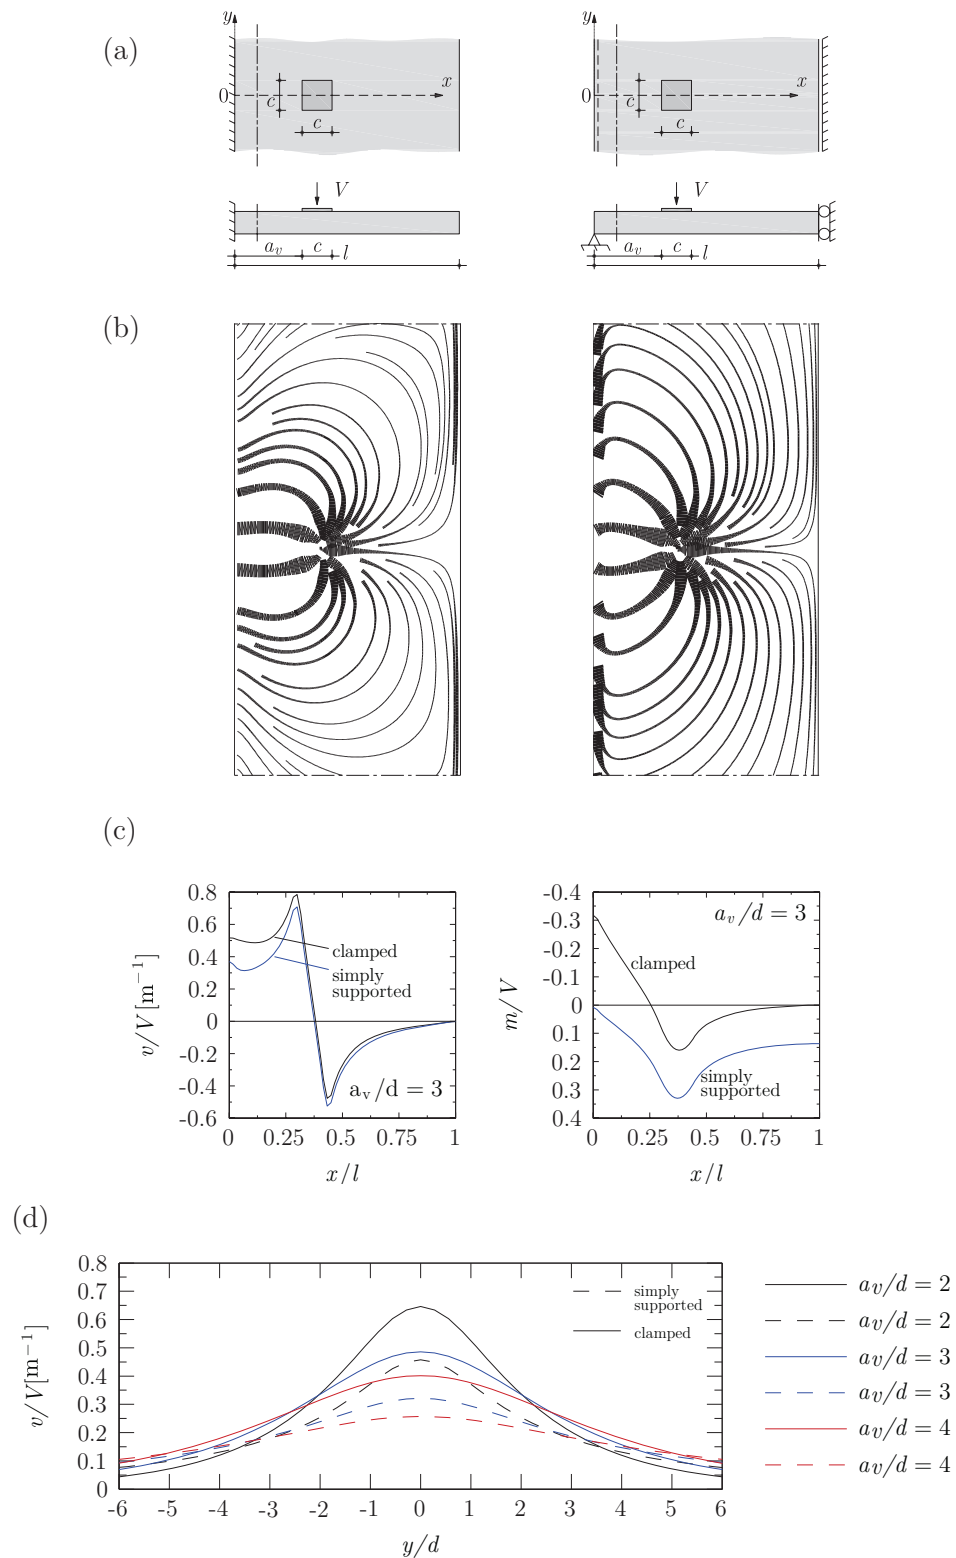 (a)
y
0
c
c
x
V
a_v
c
l
y
0
c
c
x
V
a_v
c
l
(b)
(c)
0.8
0.6
0.4
0.2
0
-0.2
-0.4
-0.6
v/V [m⁻¹]
clamped
simply
supported
a_v/d = 3
0
0.25
0.5
0.75
1
x/l
-0.4
-0.3
-0.2
-0.1
0
0.1
0.2
0.3
0.4
m/V
a_v/d = 3
clamped
simply
supported
0
0.25
0.5
0.75
1
x/l
(d)
0.8
0.7
0.6
0.5
0.4
0.3
0.2
0.1
0
v/V [m⁻¹]
simply
supported
clamped
-6
-5
-4
-3
-2
-1
0
1
2
3
4
5
6
y/d
a_v/d = 2
a_v/d = 2
a_v/d = 3
a_v/d = 3
a_v/d = 4
a_v/d = 4